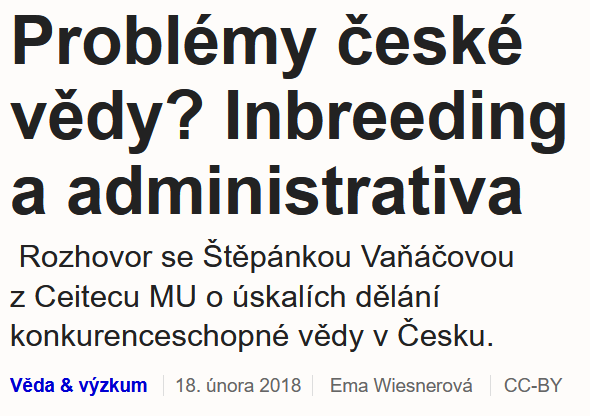 Problémy české
vědy? Inbreeding
a administrativa
Rozhovor se Štěpánkou Vaňáčovou
z Ceitecu MU o úskalích dělání
konkurenceschopné vědy v Česku.
Věda & výzkum 18. února 2018 Ema Wiesnerová CC-BY